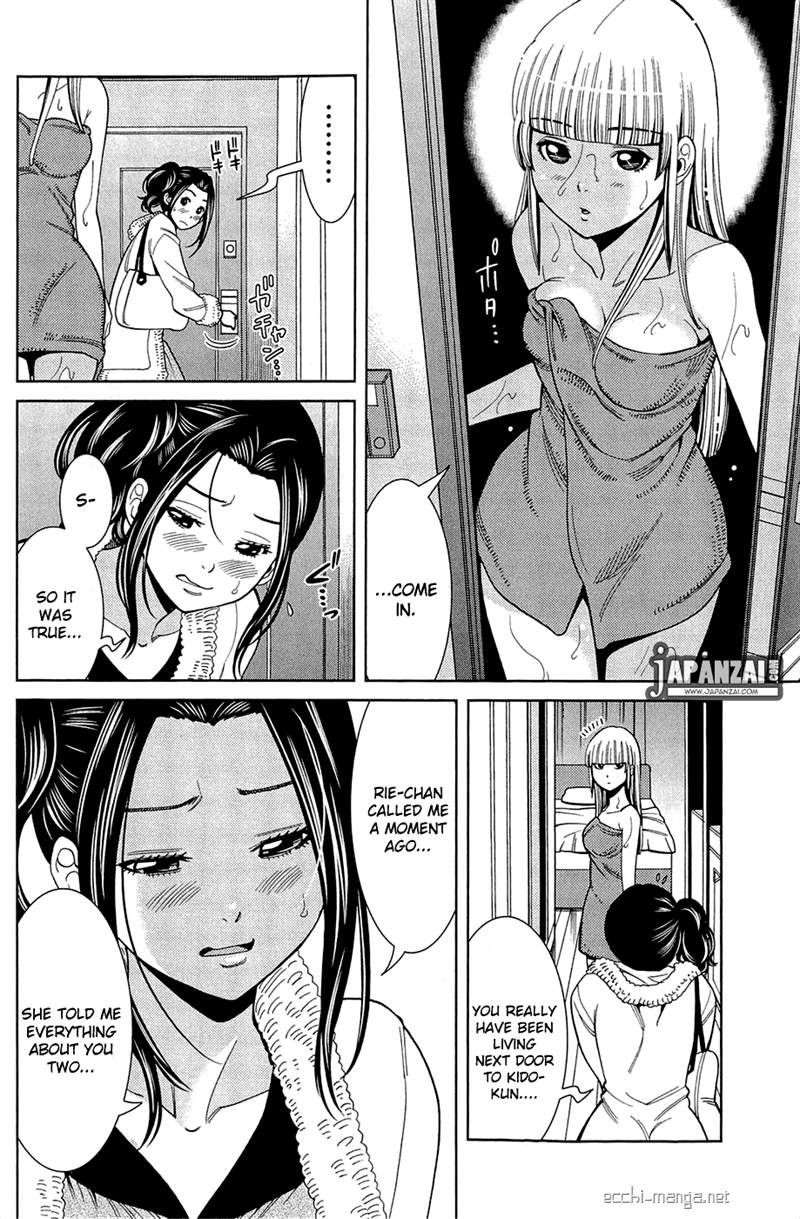 ...COME
IN.
ポタ...
........
ドキ
ドキ
ガチャン...
S-
SO IT
WAS
TRUE...
JAPANZAI
.COM
WWW.JAPANZAI.COM
YOU REALLY
HAVE BEEN
LIVING
NEXT DOOR
TO KIDO-
KUN....
RIE-CHAN
CALLED ME
A MOMENT
AGO...
SHE TOLD ME
EVERYTHING
ABOUT YOU
TWO...
ecchi-manga.net